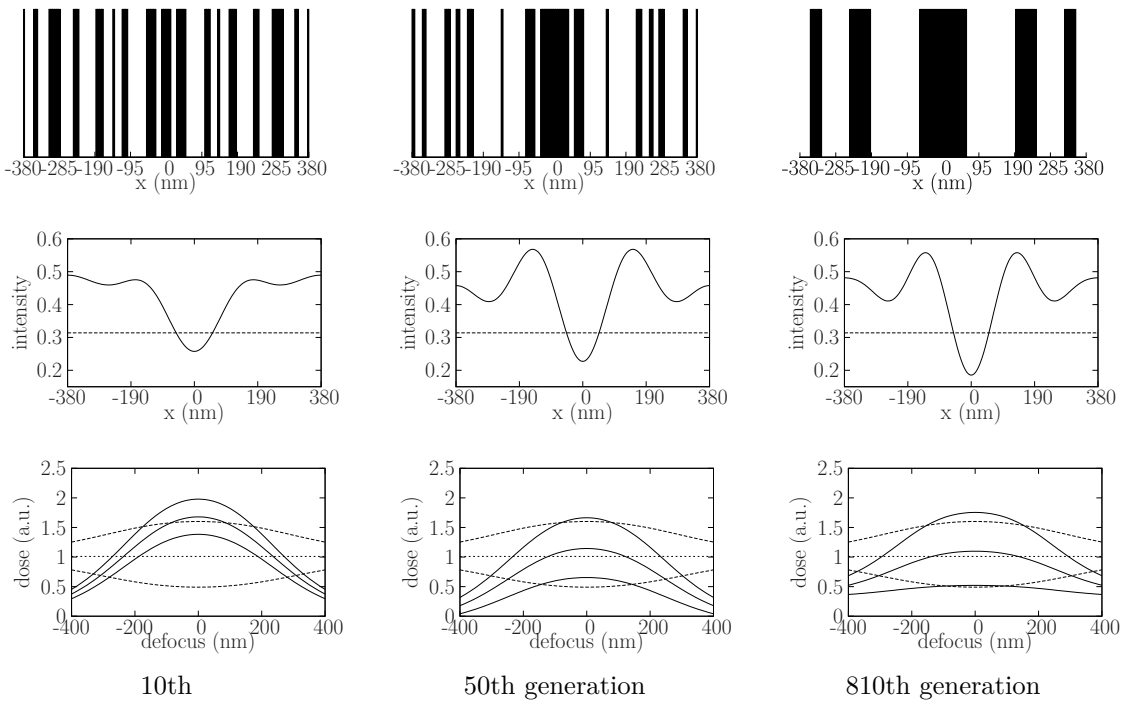 -380 -285 -190 -95 0 95 190 285 380
x (nm)
-380 -285 -190 -95 0 95 190 285 380
x (nm)
-380 -285 -190 -95 0 95 190 285 380
x (nm)
intensity
0.6
0.5
0.4
0.3
0.2
-380 -190 0 190 380
x (nm)
intensity
0.6
0.5
0.4
0.3
0.2
-380 -190 0 190 380
x (nm)
intensity
0.6
0.5
0.4
0.3
0.2
-380 -190 0 190 380
x (nm)
dose (a.u.)
2.5
2
1.5
1
0.5
0
-400 -200 0 200 400
defocus (nm)
dose (a.u.)
2.5
2
1.5
1
0.5
0
-400 -200 0 200 400
defocus (nm)
dose (a.u.)
2.5
2
1.5
1
0.5
0
-400 -200 0 200 400
defocus (nm)
10th
50th generation
810th generation